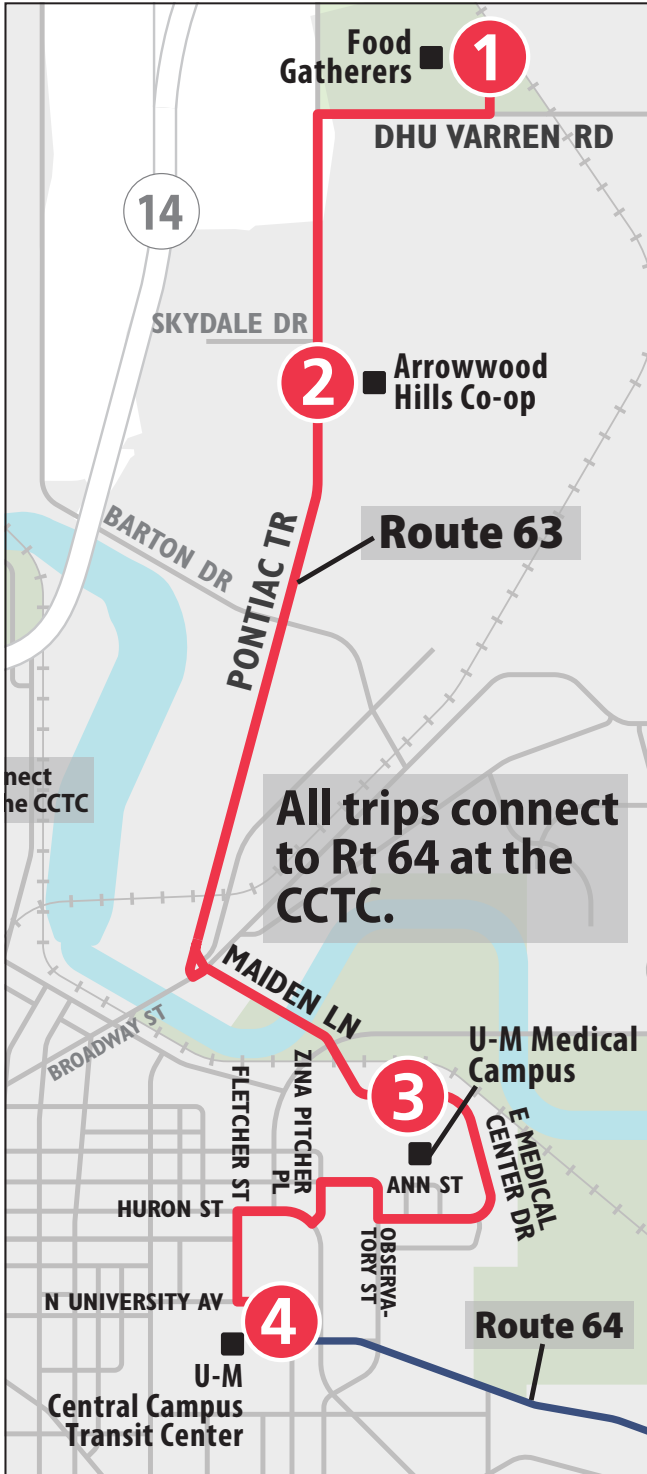 Food
Gatherers
1
DHU VARREN RD
14
SKYDALE DR
2
Arrowwood
Hills Co-op
BARTON DR
PONTIAC TR
Route 63
nnect
he CCTC
All trips connect
to Rt 64 at the
CCTC.
MAIDEN LN
BROADWAY ST
U-M Medical
Campus
3
FLETCHER ST
ZINA PITCHER
PL
E MEDICAL
CENTER DR
ANN ST
HURON ST
OBSERVA-
TORY ST
N UNIVERSITY AV
4
Route 64
U-M
Central Campus
Transit Center